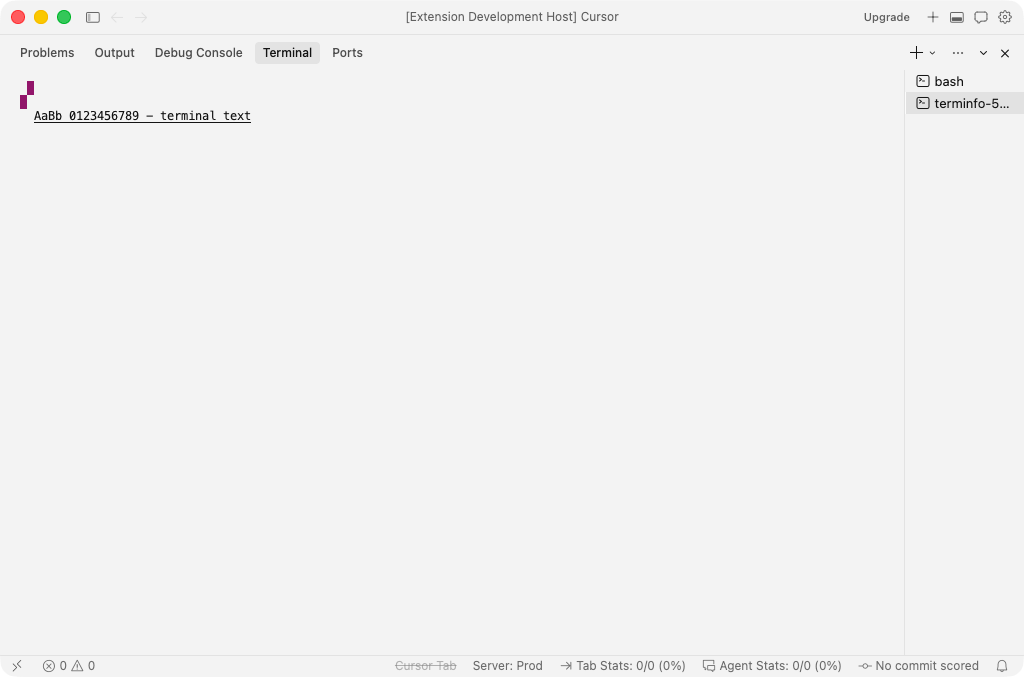 [Extension Development Host] Cursor
Upgrade
Problems Output Debug Console Terminal Ports
bash
terminfo-5...
AaBb 0123456789 – terminal text
0 0 Cursor Tab Server: Prod Tab Stats: 0/0 (0%) Agent Stats: 0/0 (0%) No commit scored